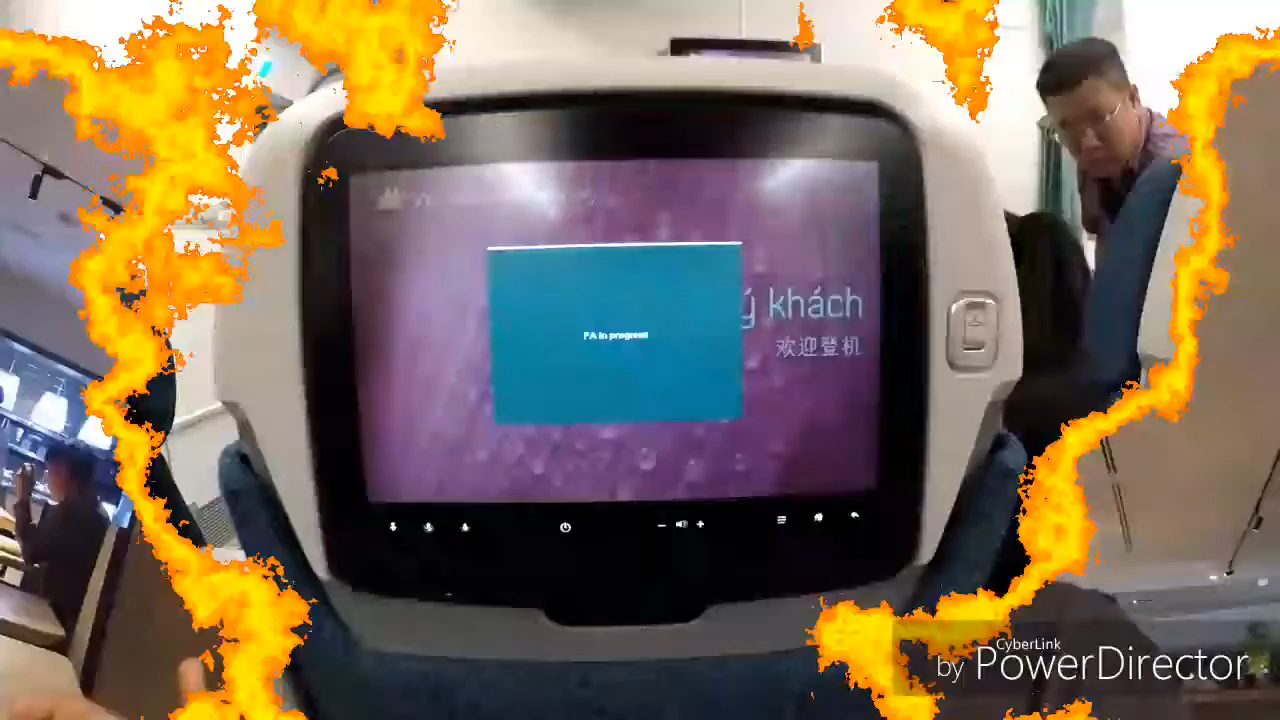 PA in progress
ý khách
欢迎登机
CyberLink
by PowerDirector